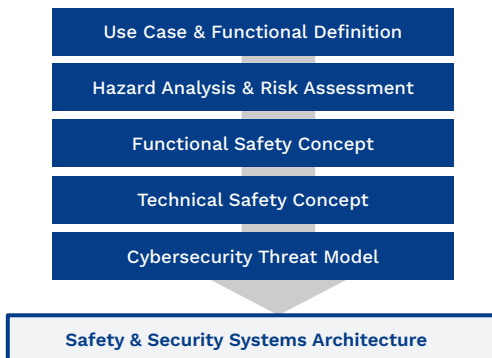 Use Case & Functional Definition
Hazard Analysis & Risk Assessment
Functional Safety Concept
Technical Safety Concept
Cybersecurity Threat Model
Safety & Security Systems Architecture